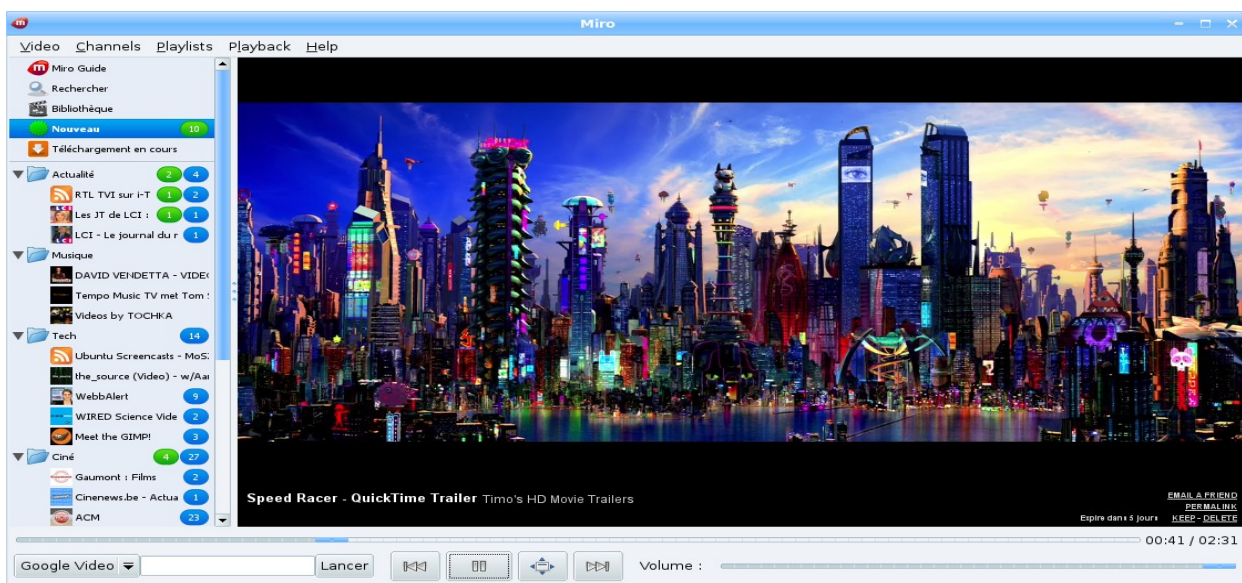 Miro
Video Channels Playlists Playback Help
Miro Guide
Rechercher
Bibliothèque
Nouveau 10
Téléchargement en cours
Actualité 2 4
RTL TVI sur i-T 1 2
Les JT de LCI : 1 1
LCI - Le journal du r 1
Musique
DAVID VENDETTA - VIDE
Tempo Music TV met Tom
Videos by TOCHKA
Tech 14
Ubuntu Screencasts - MoS
the_source (Video) - w/Aa
WebbAlert 9
WIRED Science Vide 2
Meet the GIMP! 3
Ciné 4 27
Gaumont : Films 2
Cinenews.be - Actua 1
ACM 23
Speed Racer - QuickTime Trailer Timo's HD Movie Trailers
EMAIL A FRIEND
PERMALINK
Expire dans 5 jours KEEP - DELETE
00:41 / 02:31
Google Video Lancer Volume :